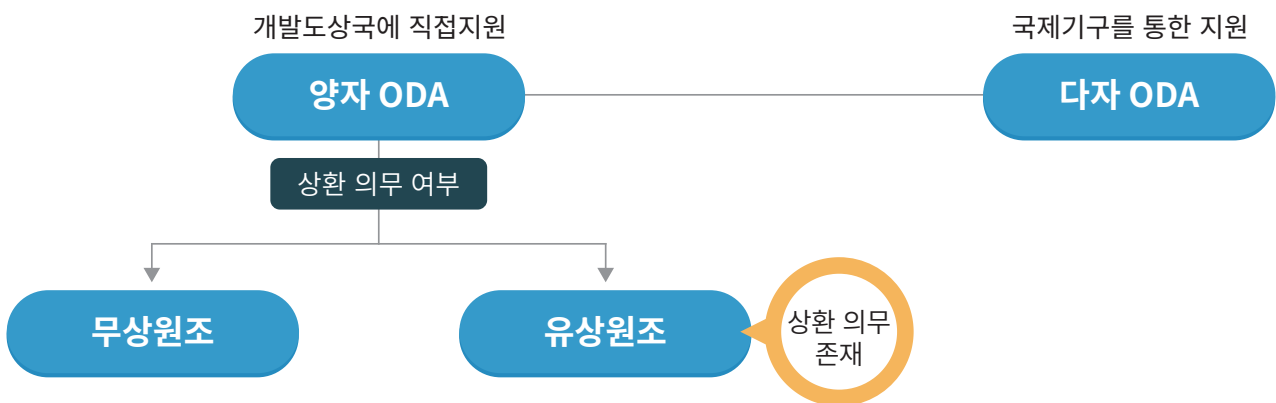 개발도상국에 직접지원
국제기구를 통한 지원
양자 ODA
다자 ODA
상환 의무 여부
무상원조
유상원조
상환 의무
존재